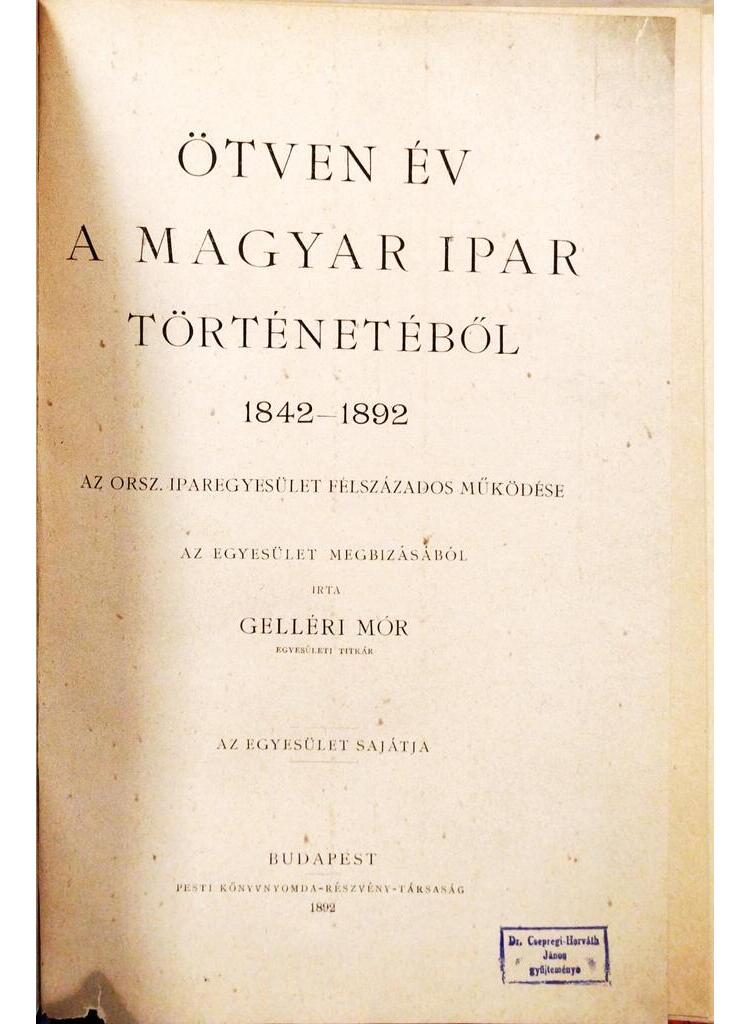 ÖTVEN ÉV
A MAGYAR IPAR
TÖRTÉNETÉBŐL
1842–1892
AZ ORSZ. IPAREGYESÜLET FÉLSZÁZADOS MŰKÖDÉSE
AZ EGYESÜLET MEGBIZÁSÁBÓL
IRTA
GELLÉRI MÓR
EGYESÜLETI TITKÁR
AZ EGYESÜLET SAJÁTJA
BUDAPEST
PESTI KÖNYVNYOMDA-RÉSZVÉNY-TÁRSASÁG
1892
Dr. Csepregi-Horváth
János
gyűjteménye